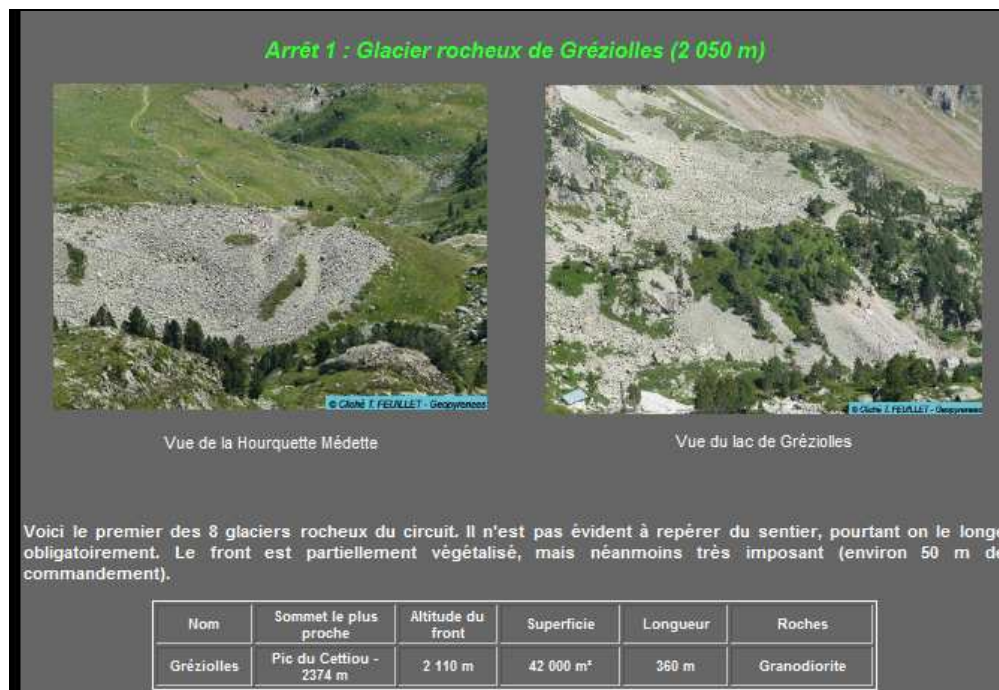 Arrêt 1 : Glacier rocheux de Gréziolles (2 050 m)
© Cliché T. FEUILLET - Geopyrenees
© Cliché T. FEUILLET - Geopyrenees
Vue de la Hourquette Médette
Vue du lac de Gréziolles
Voici le premier des 8 glaciers rocheux du circuit. Il n'est pas évident à repérer du sentier, pourtant on le longe
obligatoirement. Le front est partiellement végétalisé, mais néanmoins très imposant (environ 50 m de
commandement).
Nom Sommet le plus proche Altitude du front Superficie Longueur Roches
Gréziolles Pic du Cettiou - 2374 m 2 110 m 42 000 m² 360 m Granodiorite